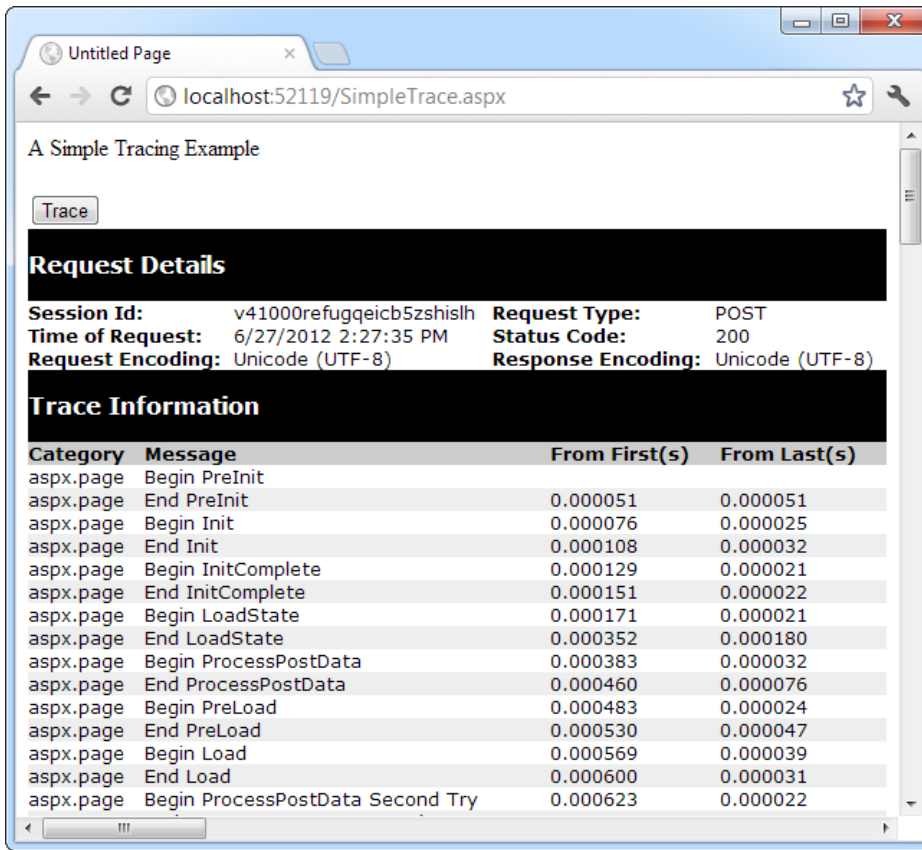 Untitled Page
localhost:52119/SimpleTrace.aspx
A Simple Tracing Example
Trace
Request Details
Session Id: v41000refugqeicb5zshislh Request Type: POST
Time of Request: 6/27/2012 2:27:35 PM Status Code: 200
Request Encoding: Unicode (UTF-8) Response Encoding: Unicode (UTF-8)
Trace Information
Category Message From First(s) From Last(s)
aspx.page Begin PreInit
aspx.page End PreInit 0.000051 0.000051
aspx.page Begin Init 0.000076 0.000025
aspx.page End Init 0.000108 0.000032
aspx.page Begin InitComplete 0.000129 0.000021
aspx.page End InitComplete 0.000151 0.000022
aspx.page Begin LoadState 0.000171 0.000021
aspx.page End LoadState 0.000352 0.000180
aspx.page Begin ProcessPostData 0.000383 0.000032
aspx.page End ProcessPostData 0.000460 0.000076
aspx.page Begin PreLoad 0.000483 0.000024
aspx.page End PreLoad 0.000530 0.000047
aspx.page Begin Load 0.000569 0.000039
aspx.page End Load 0.000600 0.000031
aspx.page Begin ProcessPostData Second Try 0.000623 0.000022